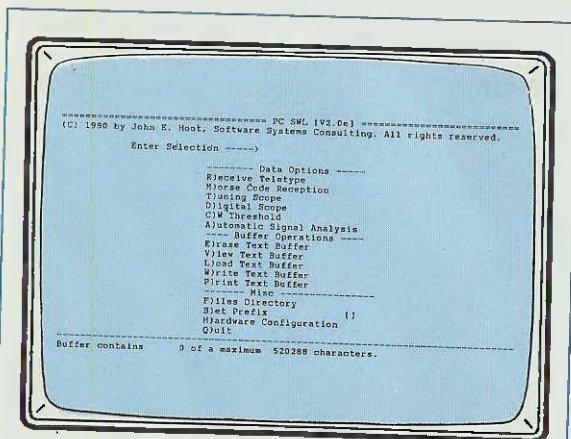 ================================== PC SWL [V2.0e] ==========================
(C) 1990 by John E. Hoot, Software Systems Consulting. All rights reserved.
Enter Selection ----->
-------- Data Options -----
R)eceive Teletype
M)orse Code Reception
T)uning Scope
D)igital Scope
C)W Threshold
A)utomatic Signal Analysis
---- Buffer Operations ----
E)rase Text Buffer
V)iew Text Buffer
L)oad Text Buffer
W)rite Text Buffer
P)rint Text Buffer
------- Misc ----------------
F)iles Directory
S)et Prefix []
H)ardware Configuration
Q)uit
Buffer contains 0 of a maximum 520288 characters.